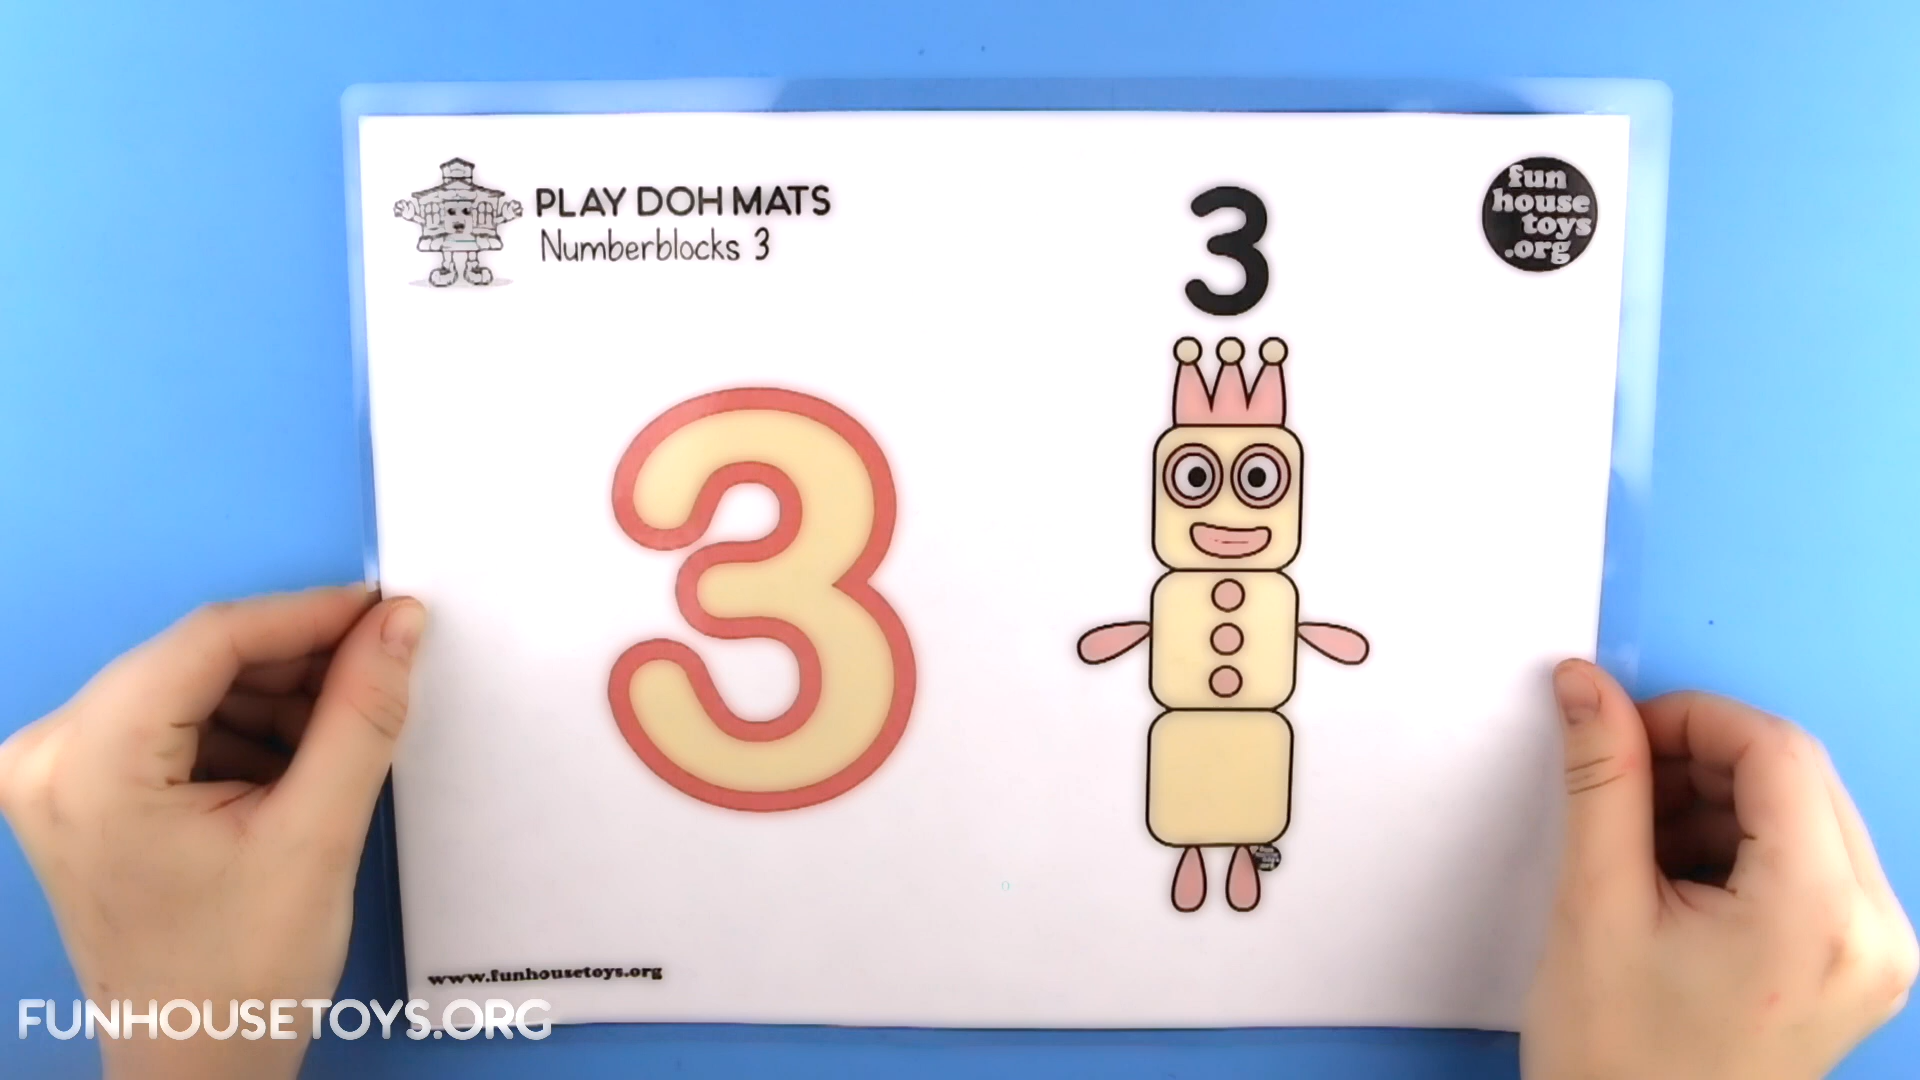 PLAY DOH MATS
Numberblocks 3
3
fun
house
toys
.org
3
www.funhousetoys.org
FUNHOUSETOYS.ORG